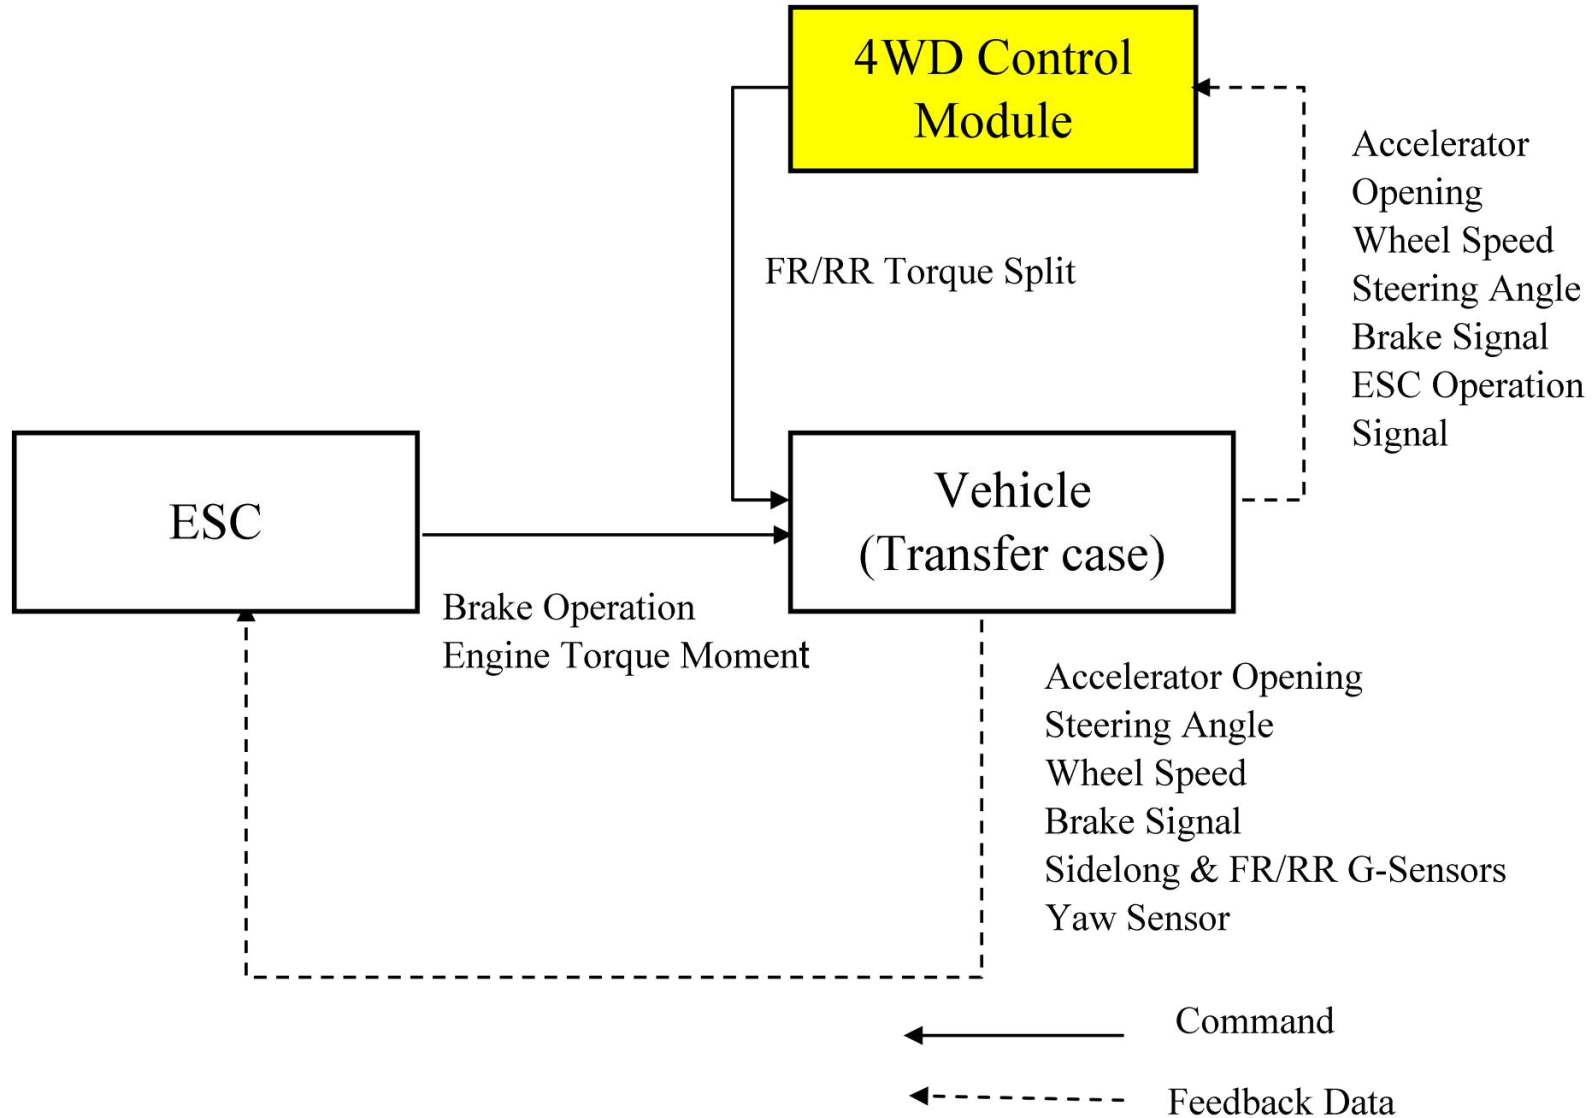 4WD Control
Module
Accelerator
Opening
Wheel Speed
Steering Angle
Brake Signal
ESC Operation
Signal
FR/RR Torque Split
ESC
Vehicle
(Transfer case)
Brake Operation
Engine Torque Moment
Accelerator Opening
Steering Angle
Wheel Speed
Brake Signal
Sidelong & FR/RR G-Sensors
Yaw Sensor
Command
Feedback Data